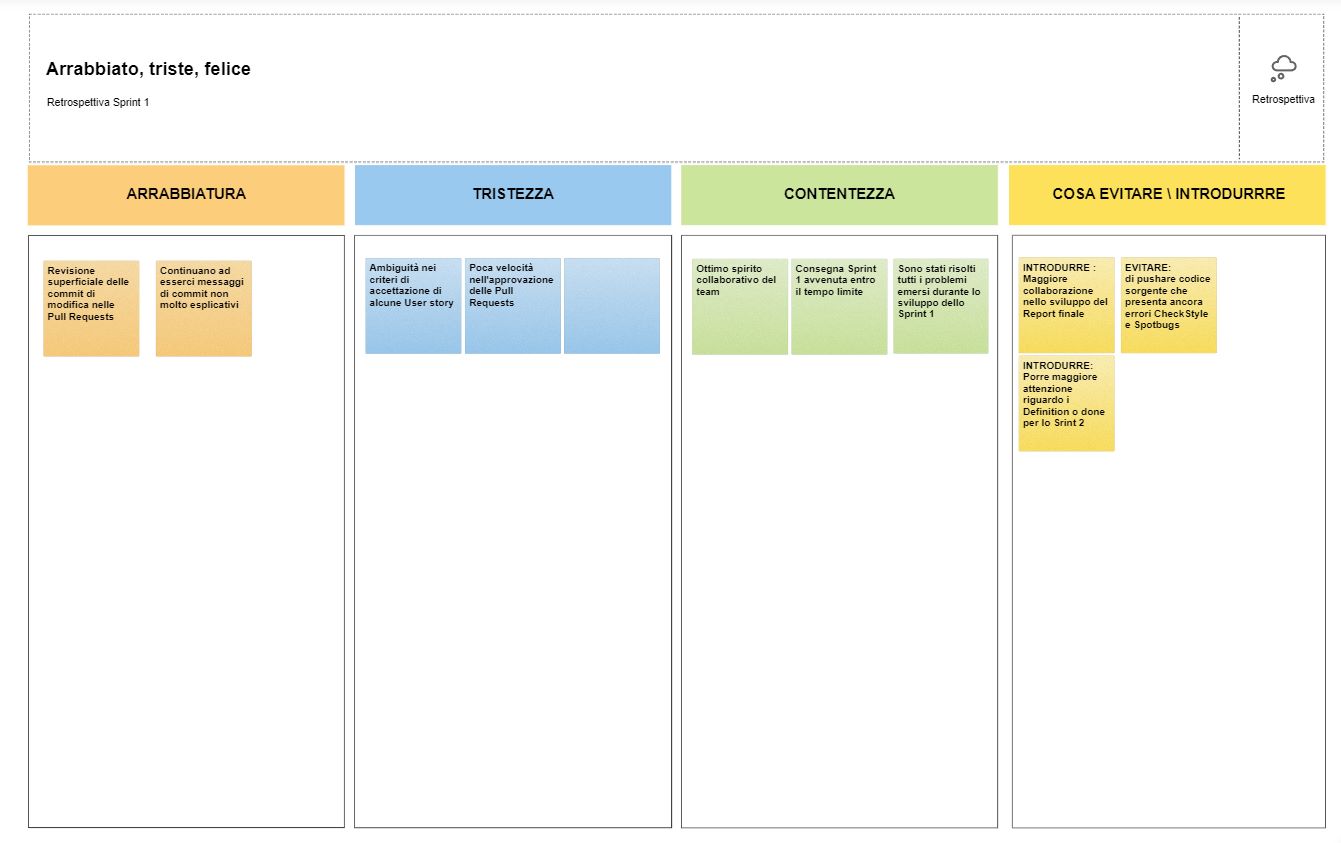 Arrabbiato, triste, felice
Retrospettiva Sprint 1
Retrospettiva
ARRABBIATURA
TRISTEZZA
CONTENTEZZA
COSA EVITARE \ INTRODURRRE
Revisione
superficiale delle
commit di
modifica nelle
Pull Requests
Continuano ad
esserci messaggi
di commit non
molto esplicativi
Ambiguità nei
criteri di
accettazione di
alcune User story
Poca velocità
nell'approvazione
delle Pull
Requests
Ottimo spirito
collaborativo del
team
Consegna Sprint
1 avvenuta entro
il tempo limite
Sono stati risolti
tutti i problemi
emersi durante lo
sviluppo dello
Sprint 1
INTRODURRE :
Maggiore
collaborazione
nello sviluppo del
Report finale
EVITARE:
di pushare codice
sorgente che
presenta ancora
errori CheckStyle
e Spotbugs
INTRODURRE:
Porre maggiore
attenzione
riguardo i
Definition o done
per lo Srint 2